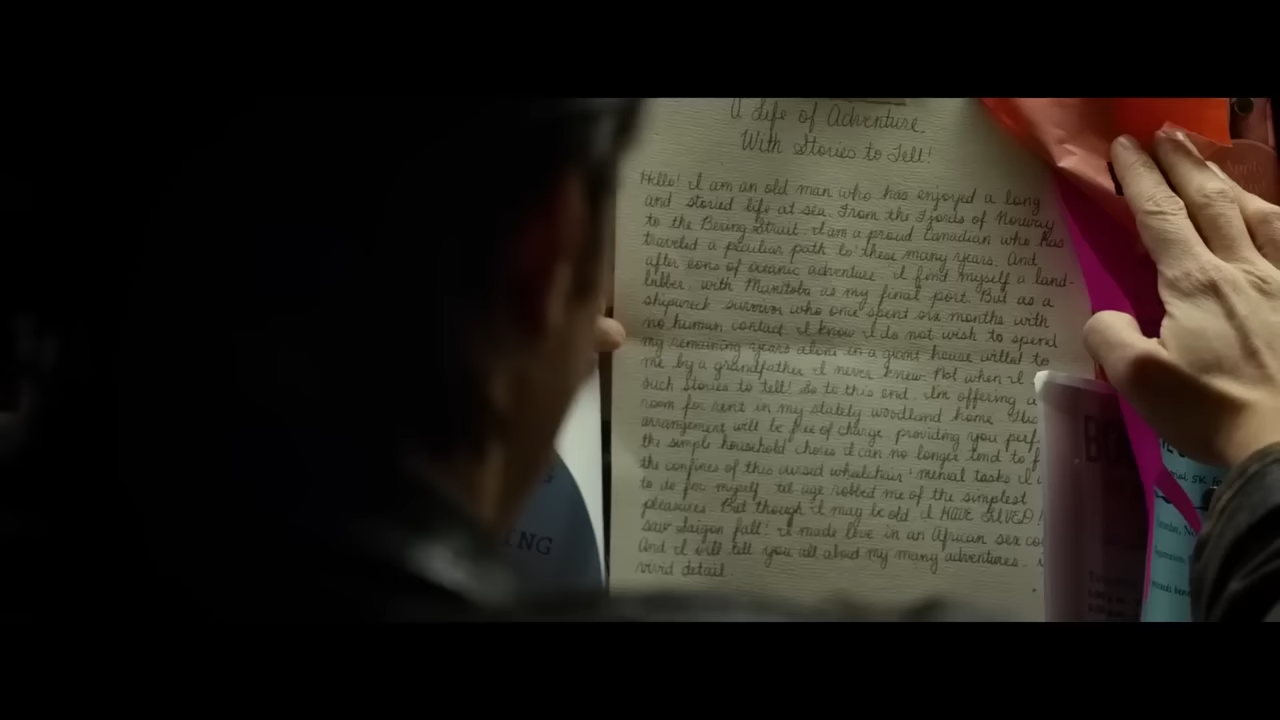 A Life of Adventure.
With Stories to Tell!
Hello! I am an old man who has enjoyed a long
and storied life at sea. From the Fjords of Norway
to the Bering Strait. I am a proud Canadian who has
traveled a peculiar path to these many years. And
after eons of oceanic adventure I find myself a land-
lubber, with Manitoba as my final port. But as a
shipwreck survivor who once spent six months with
no human contact I know I do not wish to spend
my remaining years alone in a giant house willed to
me by a grandfather I never knew. Not when I
such stories to tell! So to this end, I'm offering a
room for rent in my stately woodland home. This
arrangement will be free of charge providing you perf
the simple household chores I can no longer tend to f
the confines of this cursed wheelchair - menial tasks I
to do for myself til age robbed me of the simplest
pleasures. But though I may be old I HAVE LIVED!
saw Saigon fall! I made love in an African sex co
And I will tell you all about my many adventures.
vivid detail.
ING